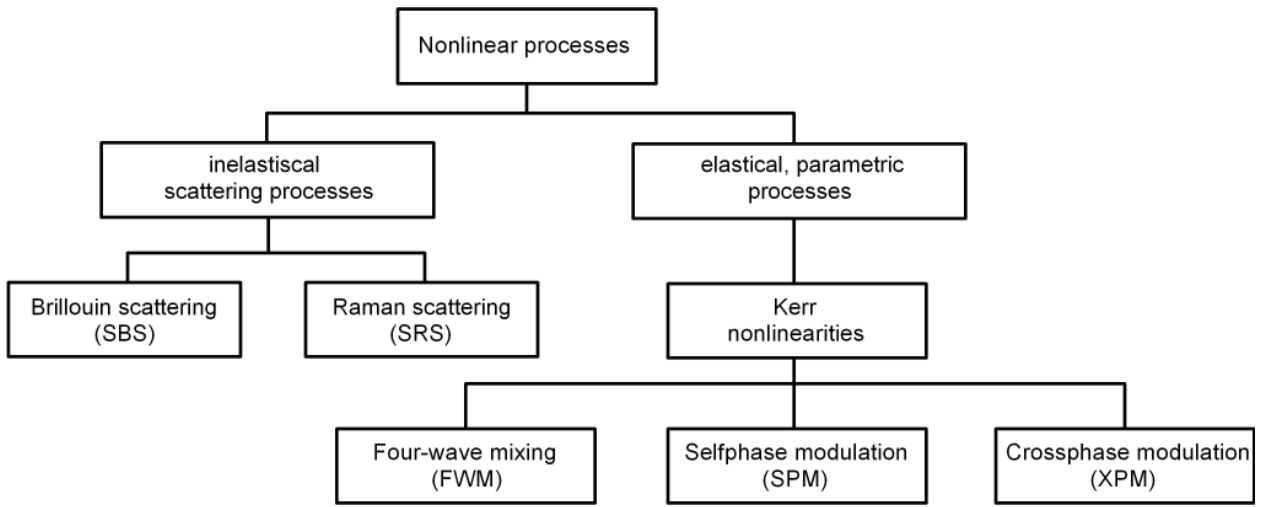 Nonlinear processes
inelastiscal
scattering processes
elastical, parametric
processes
Brillouin scattering
(SBS)
Raman scattering
(SRS)
Kerr
nonlinearities
Four-wave mixing
(FWM)
Selfphase modulation
(SPM)
Crossphase modulation
(XPM)